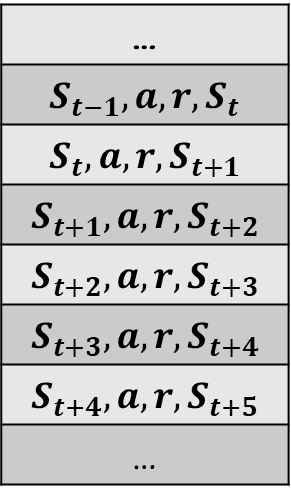 ...
S_{t-1}, a, r, S_t
S_t, a, r, S_{t+1}
S_{t+1}, a, r, S_{t+2}
S_{t+2}, a, r, S_{t+3}
S_{t+3}, a, r, S_{t+4}
S_{t+4}, a, r, S_{t+5}
...